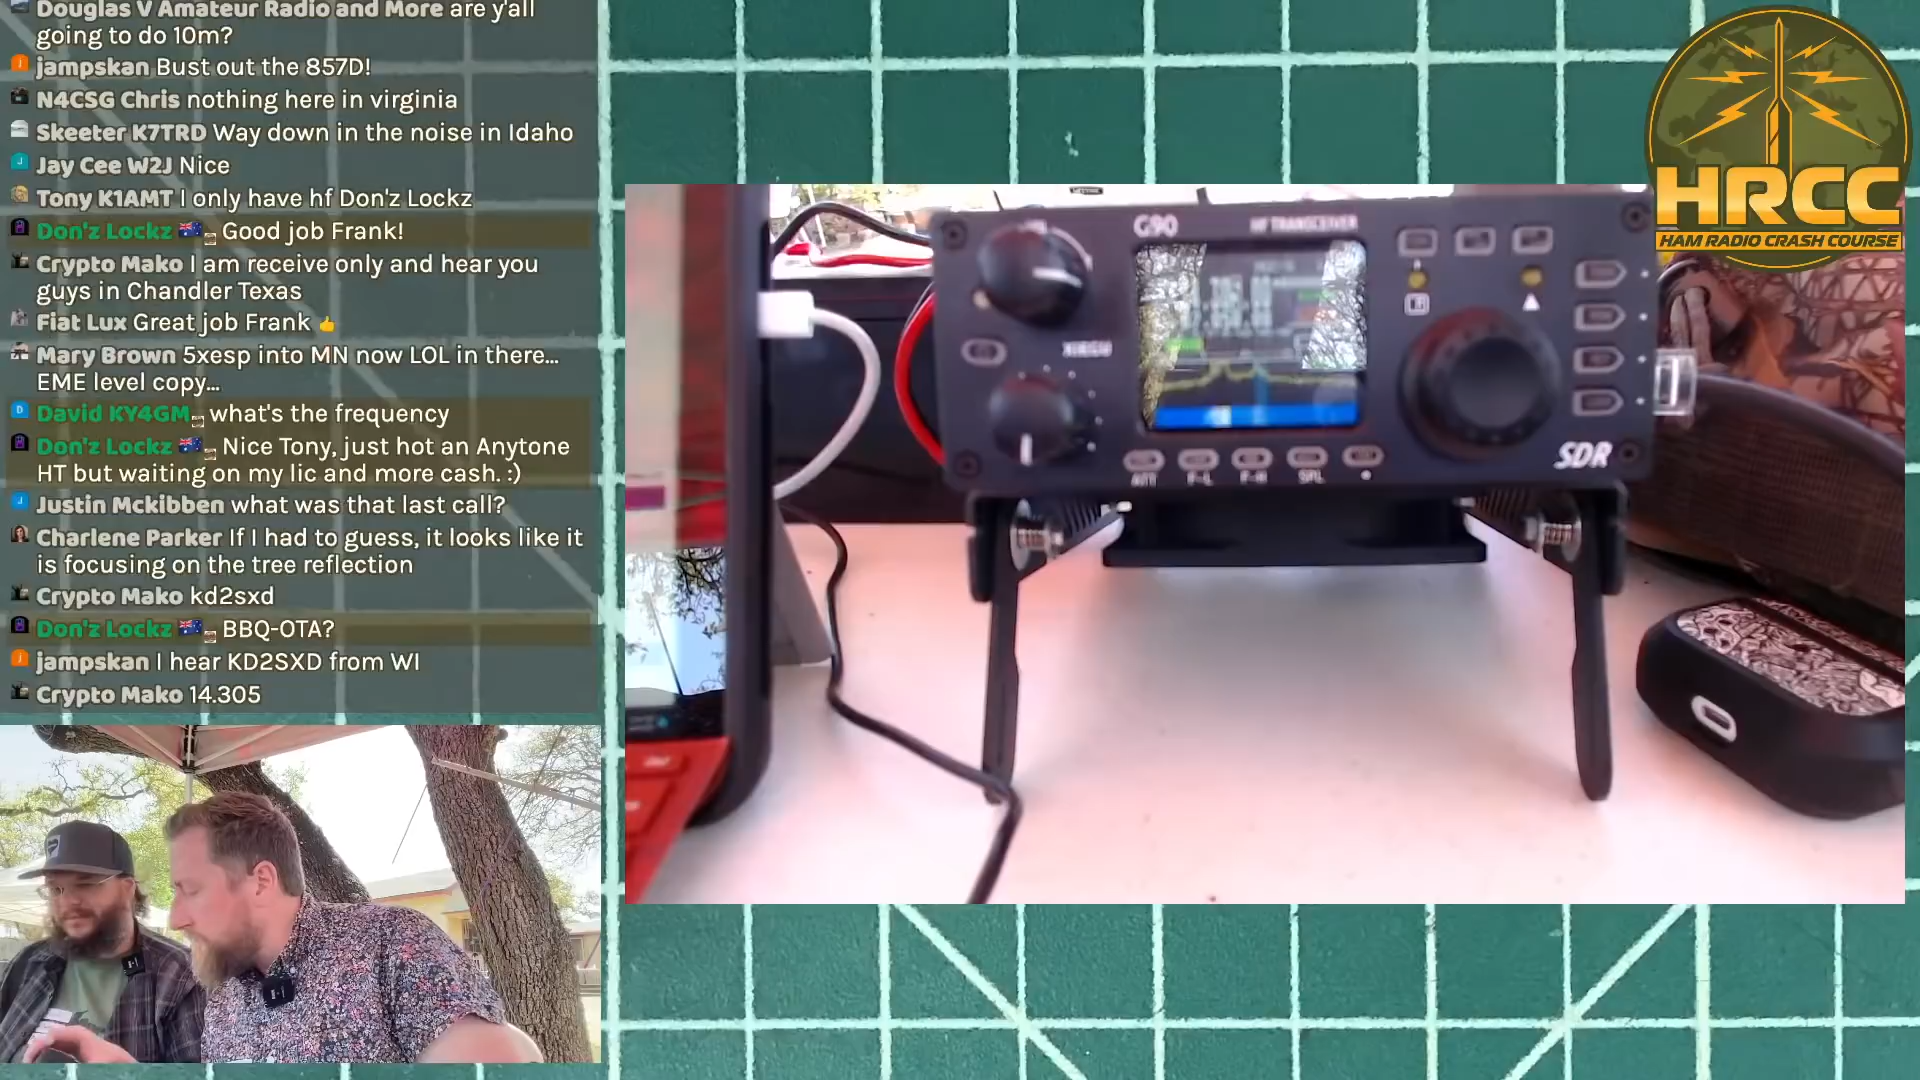 Douglas V Amateur Radio and More are y'all
going to do 10m?
jampskan Bust out the 857D!
N4CSG Chris nothing here in virginia
Skeeter K7TRD Way down in the noise in Idaho
Jay Cee W2J Nice
Tony K1AMT I only have hf Don'z Lockz
Don'z Lockz Good job Frank!
Crypto Mako I am receive only and hear you
guys in Chandler Texas
Fiat Lux Great job Frank 👍
Mary Brown 5xesp into MN now LOL in there...
EME level copy...
David KY4GM what's the frequency
Don'z Lockz Nice Tony, just hot an Anytone
HT but waiting on my lic and more cash. :)
Justin Mckibben what was that last call?
Charlene Parker If I had to guess, it looks like it
is focusing on the tree reflection
Crypto Mako kd2sxd
Don'z Lockz BBQ-OTA?
jampskan I hear KD2SXD from WI
Crypto Mako 14.305
G90
HF TRANSCEIVER
XIEGU
ATT F-L F-H SPL
SDR
HRCC
HAM RADIO CRASH COURSE